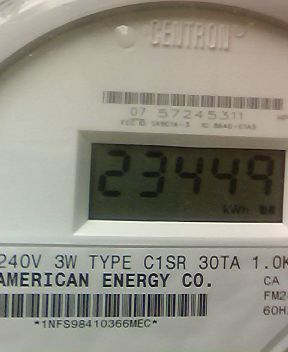 CENTRON
07 57245311
23449
kWh
240V 3W TYPE C1SR 30TA 1.0K
AMERICAN ENERGY CO.
CA
FM2
60H
*1NFS98410366MEC*